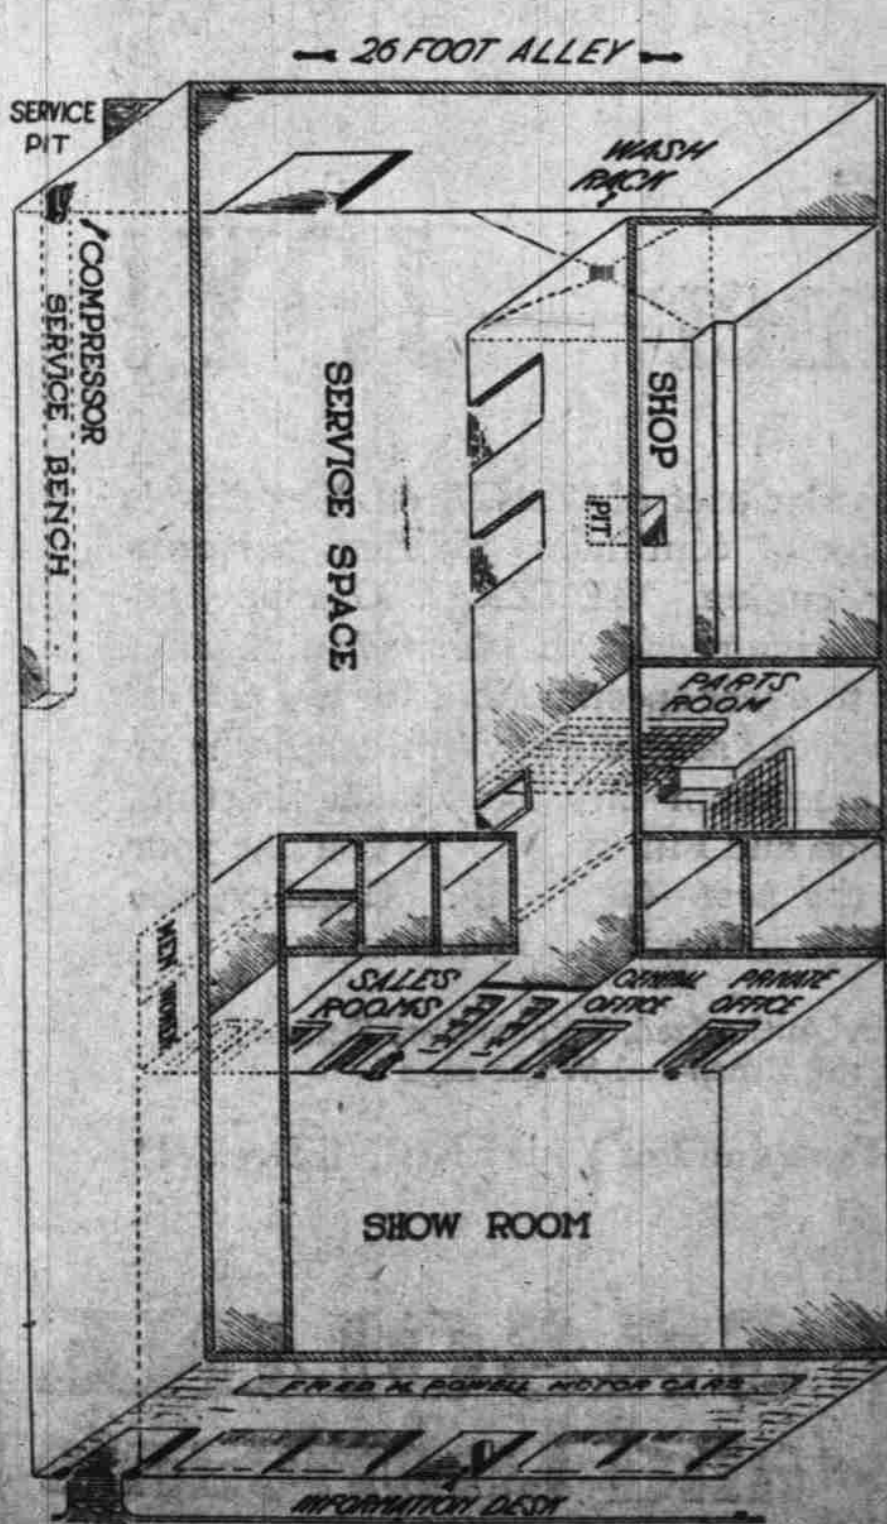 26 FOOT ALLEY
SERVICE
PIT
WASH
RACK
COMPRESSOR
SERVICE BENCH
SERVICE SPACE
SHOP
PIT
PARTS
ROOM
MEN
SALES
ROOMS
GENERAL
OFFICE
PRIVATE
OFFICE
SHOW ROOM
FRED M. POWELL MOTOR CARS
INFORMATION DESK